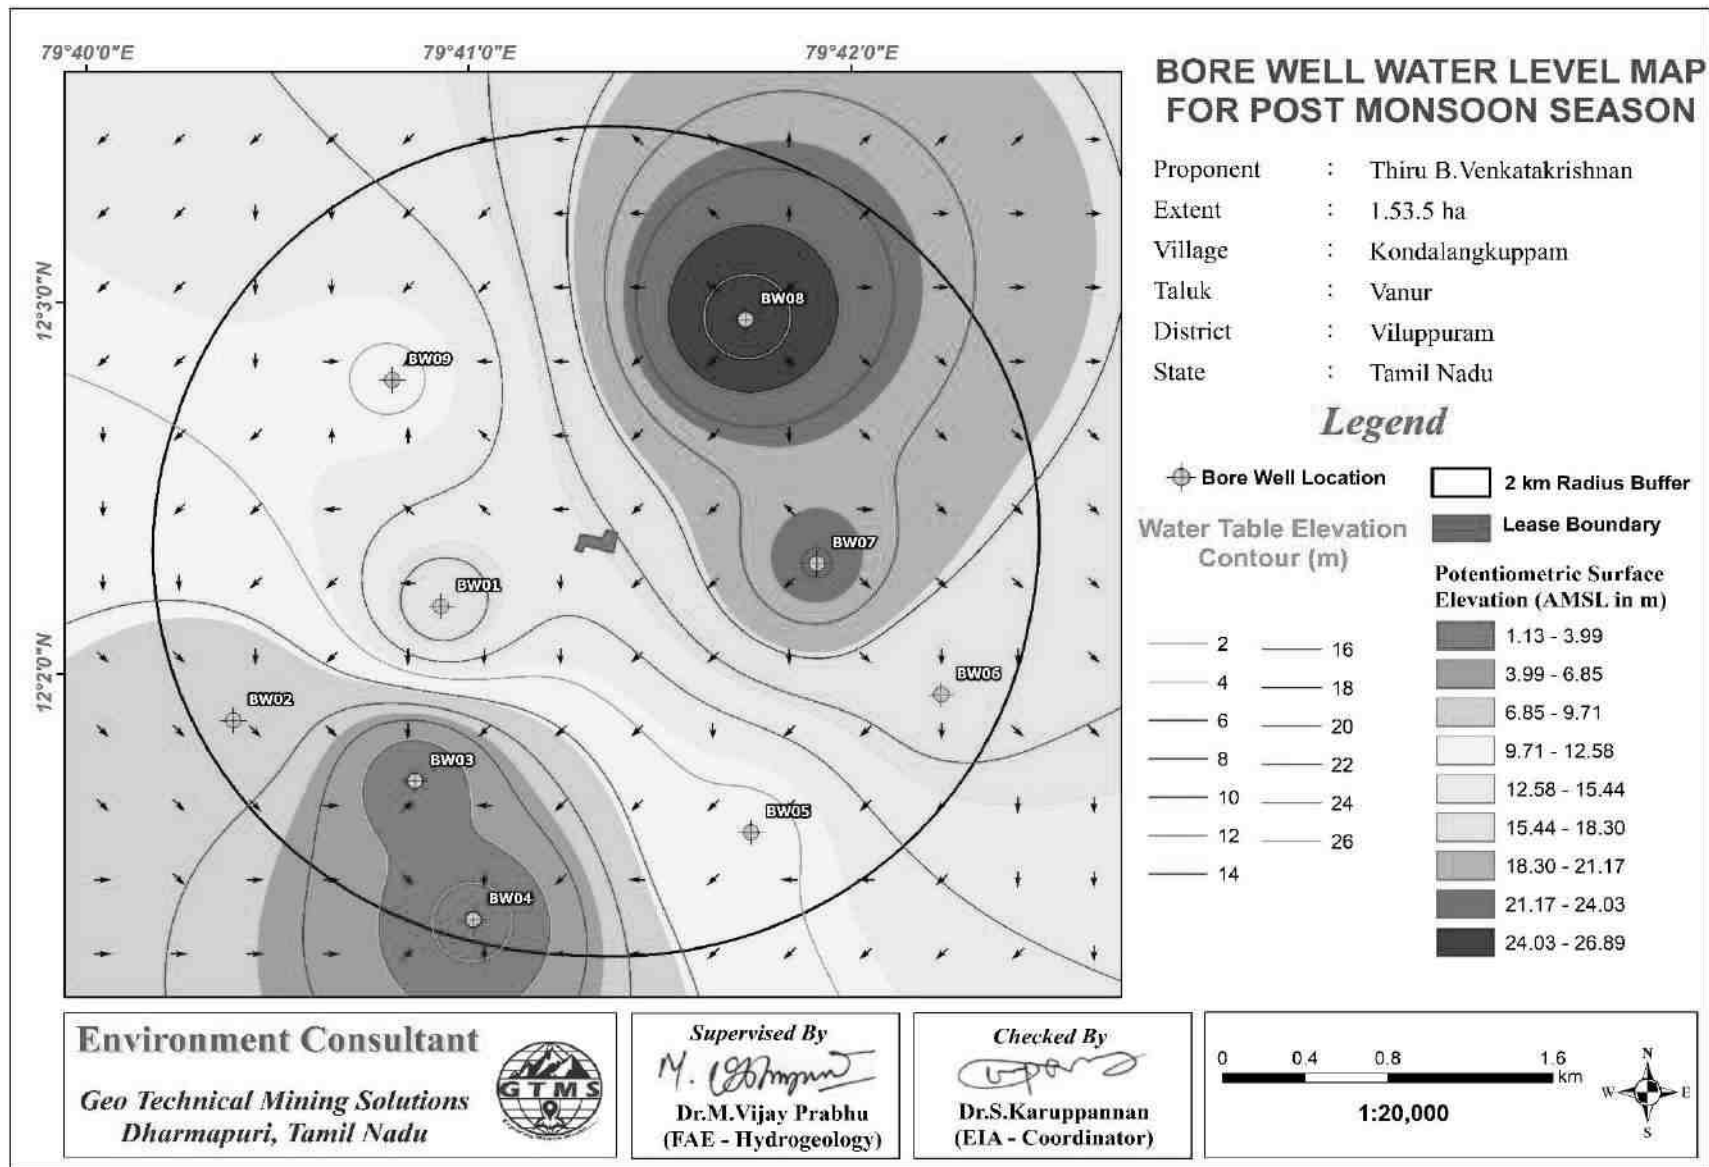 79°40'0"E
79°41'0"E
79°42'0"E
12°3'0"N
12°2'0"N
BW08
BW09
BW07
BW01
BW06
BW02
BW03
BW05
BW04
BORE WELL WATER LEVEL MAP
FOR POST MONSOON SEASON
Proponent : Thiru B.Venkatakrishnan
Extent : 1.53.5 ha
Village : Kondalangkuppam
Taluk : Vanur
District : Viluppuram
State : Tamil Nadu
Legend
Bore Well Location
2 km Radius Buffer
Lease Boundary
Water Table Elevation
Contour (m)
2
4
6
8
10
12
14
16
18
20
22
24
26
Potentiometric Surface
Elevation (AMSL in m)
1.13 - 3.99
3.99 - 6.85
6.85 - 9.71
9.71 - 12.58
12.58 - 15.44
15.44 - 18.30
18.30 - 21.17
21.17 - 24.03
24.03 - 26.89
Environment Consultant
Geo Technical Mining Solutions
Dharmapuri, Tamil Nadu
GTMS
Supervised By
Dr.M.Vijay Prabhu
(FAE - Hydrogeology)
Checked By
Dr.S.Karuppannan
(EIA - Coordinator)
0 0.4 0.8 1.6
km
1:20,000
N
W E
S